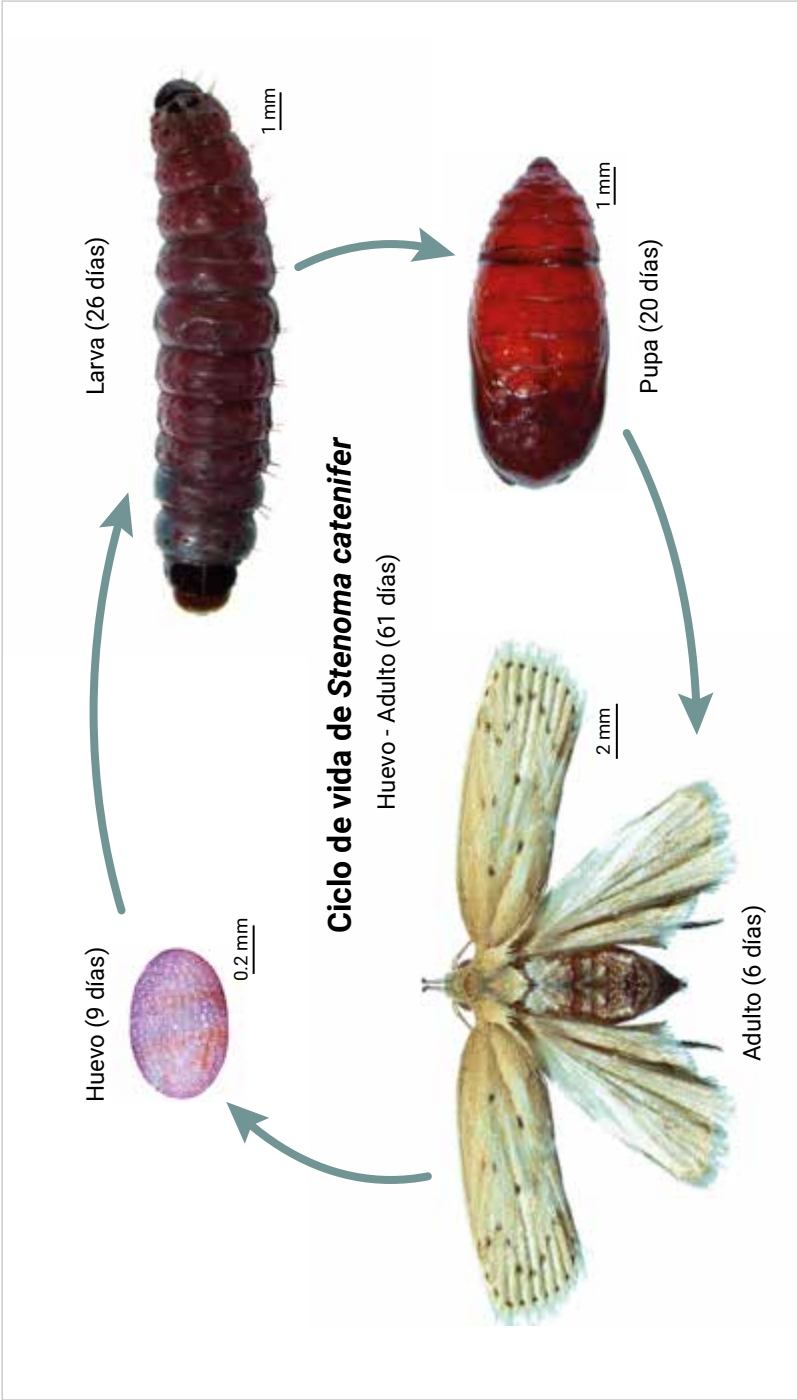 Huevo (9 días)
0.2 mm
Larva (26 días)
1 mm
Ciclo de vida de Stenoma catenifer
Huevo - Adulto (61 días)
Pupa (20 días)
1 mm
Adulto (6 días)
2 mm